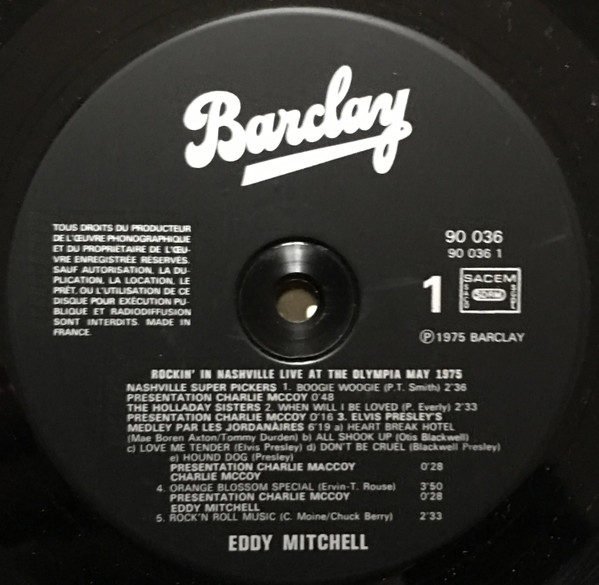 Barclay
TOUS DROITS DU PRODUCTEUR
DE L'ŒUVRE PHONOGRAPHIQUE
ET DU PROPRIETAIRE DE L'ŒU-
VRE ENREGISTRÉE RÉSERVÉS.
SAUF AUTORISATION, LA DU-
PLICATION, LA LOCATION, LE
PRÊT, OU L'UTILISATION DE CE
DISQUE POUR EXÉCUTION PU-
BLIQUE ET RADIODIFFUSION
SONT INTERDITS. MADE IN
FRANCE.
90 036
90 036 1
1
SACEM
SACD
SDRM
SGDL
℗ 1975 BARCLAY
ROCKIN' IN NASHVILLE LIVE AT THE OLYMPIA MAY 1975
NASHVILLE SUPER PICKERS 1. BOOGIE WOOGIE (P.T. Smith) 2'36
PRESENTATION CHARLIE MCCOY 0'48
THE HOLLADAY SISTERS 2. WHEN WILL I BE LOVED (P. Everly) 2'33
PRESENTATION CHARLIE MCCOY 0'16 3. ELVIS PRESLEY'S
MEDLEY PAR LES JORDANAIRES 6'19 a) HEART BREAK HOTEL
(Mae Boren Axton/Tommy Durden) b) ALL SHOOK UP (Otis Blackwell)
c) LOVE ME TENDER (Elvis Presley) d) DON'T BE CRUEL (Blackwell Presley)
e) HOUND DOG (Presley)
PRESENTATION CHARLIE MACCOY 0'28
CHARLIE MCCOY
4. ORANGE BLOSSOM SPECIAL (Ervin-T. Rouse) 3'50
PRESENTATION CHARLIE MCCOY 0'28
EDDY MITCHELL
5. ROCK'N ROLL MUSIC (C. Moine/Chuck Berry) 2'33
EDDY MITCHELL